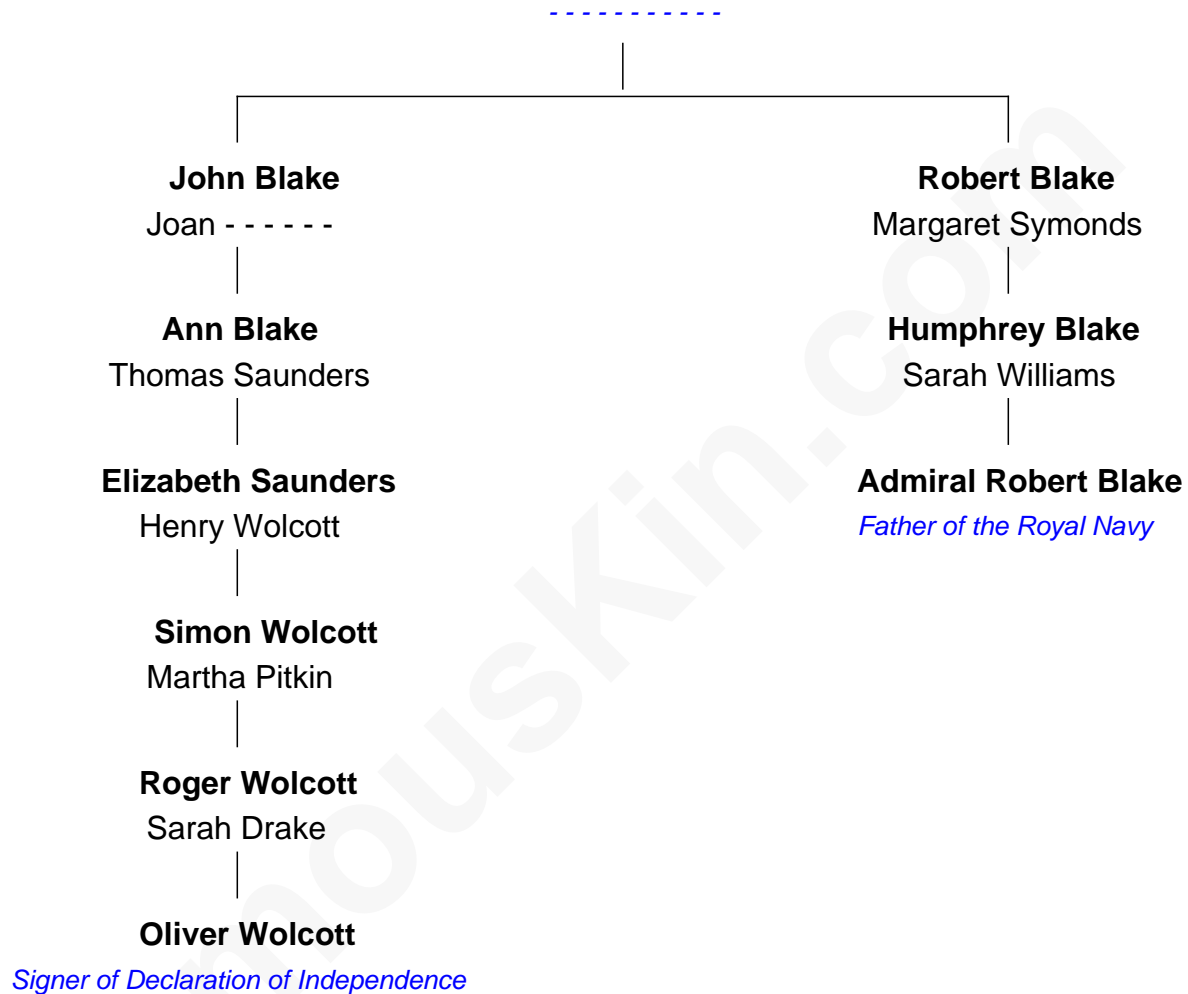 - - - - - - - - - - -
John Blake
Joan - - - - - -
Robert Blake
Margaret Symonds
Ann Blake
Thomas Saunders
Humphrey Blake
Sarah Williams
Elizabeth Saunders
Henry Wolcott
Admiral Robert Blake
Father of the Royal Navy
Simon Wolcott
Martha Pitkin
Roger Wolcott
Sarah Drake
Oliver Wolcott
Signer of Declaration of Independence
mousKin.com